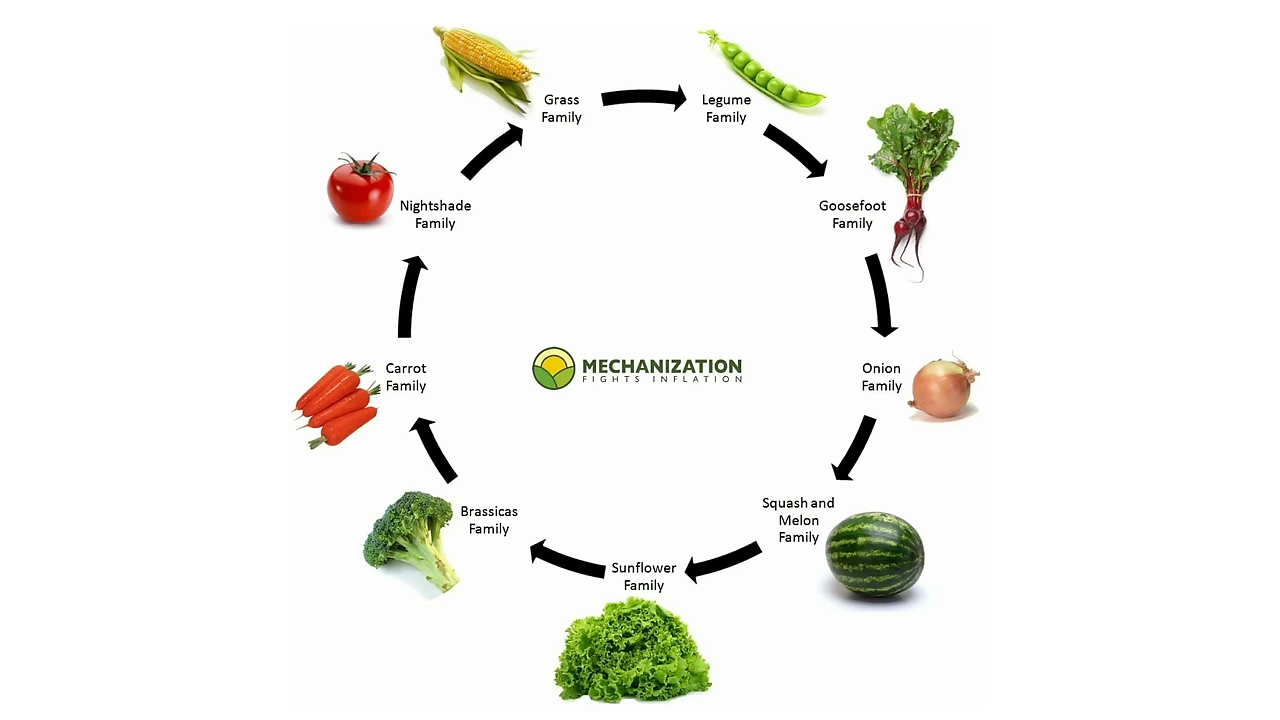 Grass
Family
Legume
Family
Goosefoot
Family
Onion
Family
Squash and
Melon
Family
Sunflower
Family
Brassicas
Family
Carrot
Family
Nightshade
Family
MECHANIZATION
FIGHTS INFLATION